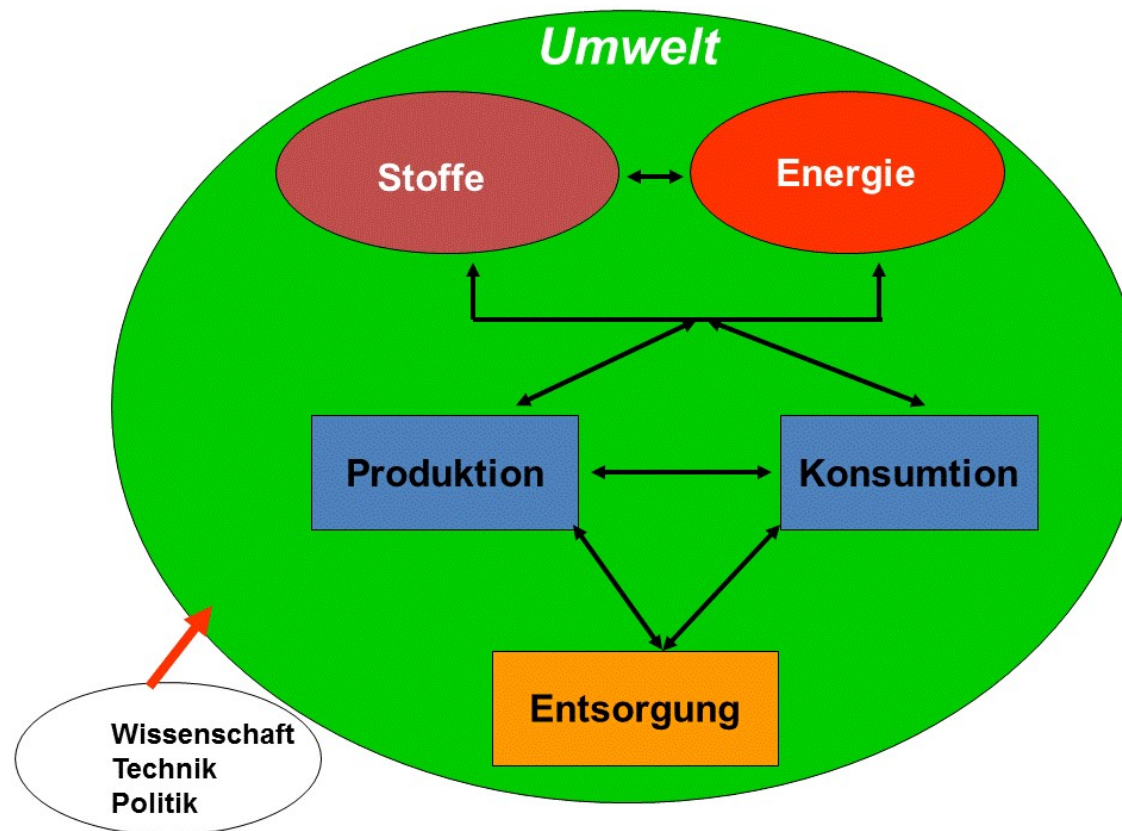 Umwelt
Stoffe
Energie
Produktion
Konsumtion
Entsorgung
Wissenschaft
Technik
Politik